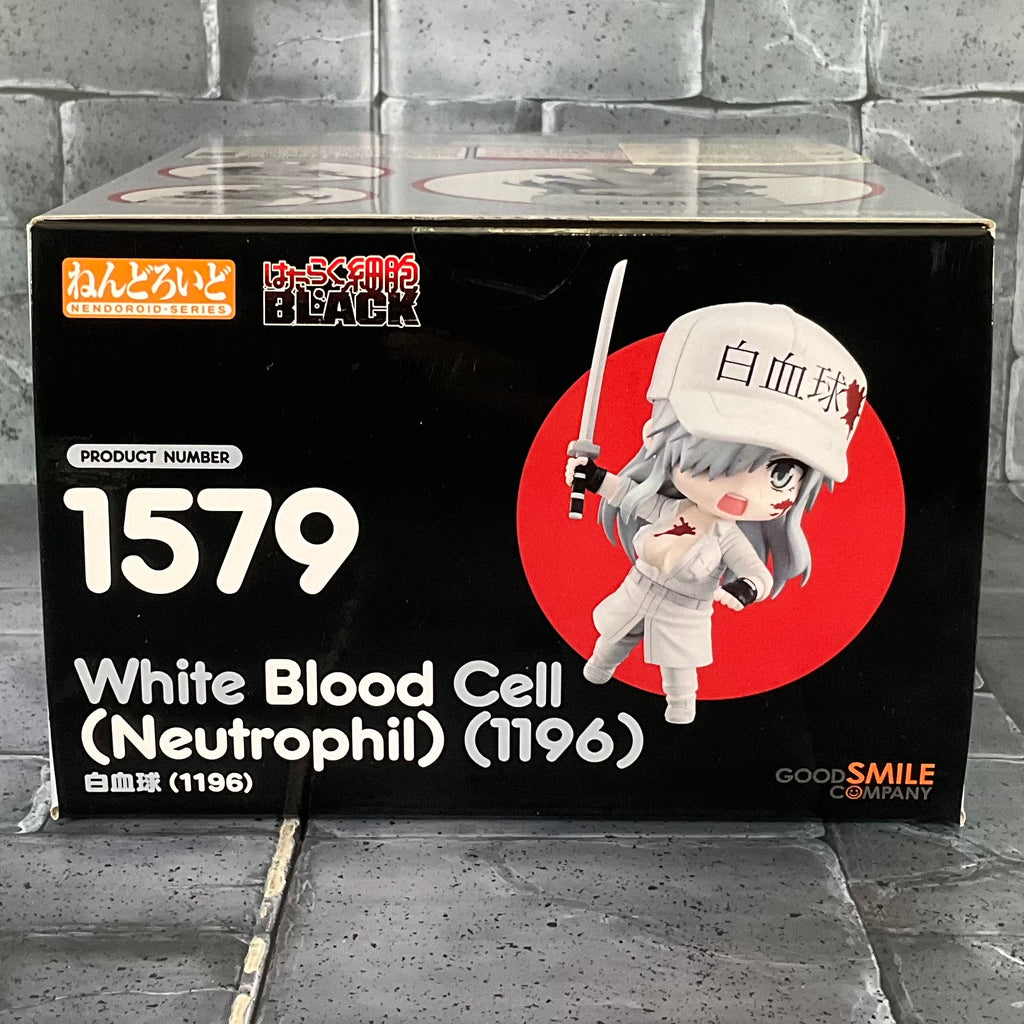 ねんどろいど
NENDOROID·SERIES
はたらく細胞
BLACK
白血球
PRODUCT NUMBER
1579
White Blood Cell
(Neutrophil) (1196)
白血球 (1196)
GOOD SMILE
COMPANY